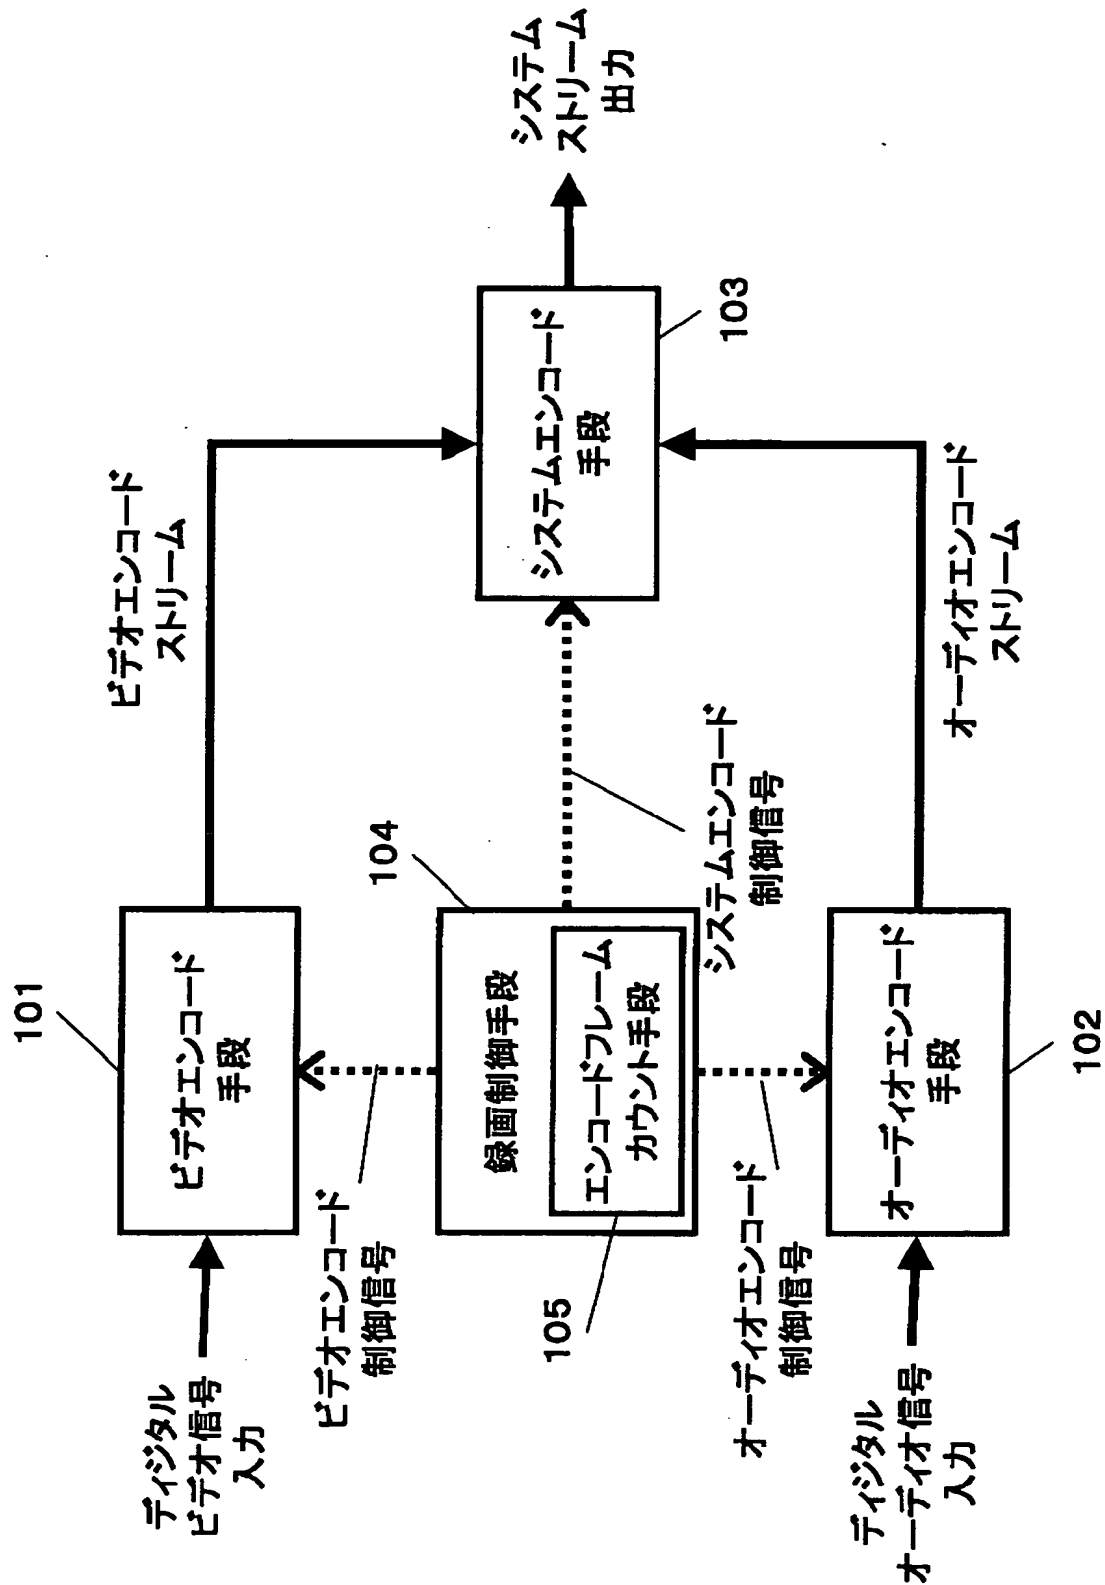 ディジタル
ビデオ信号
入力
101
ビデオエンコード
手段
ビデオエンコード
ストリーム
ビデオエンコード
制御信号
104
録画制御手段
エンコードフレーム
カウント手段
105
システムエンコード
制御信号
システムエンコード
手段
103
システム
ストリーム
出力
オーディオエンコード
制御信号
ディジタル
オーディオ信号
入力
オーディオエンコード
手段
102
オーディオエンコード
ストリーム